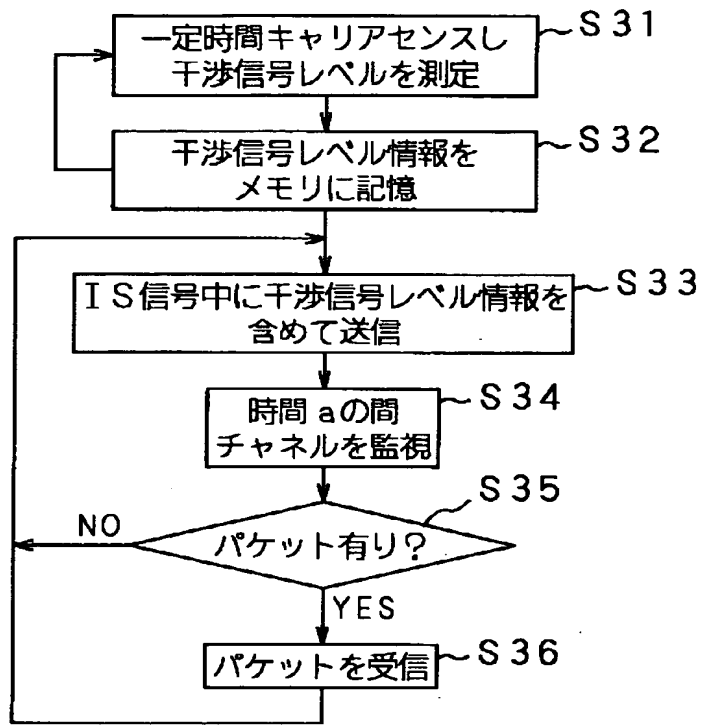 一定時間キャリアセンスし
干渉信号レベルを測定
S31
干渉信号レベル情報を
メモリに記憶
S32
IS信号中に干渉信号レベル情報を
含めて送信
S33
時間aの間
チャネルを監視
S34
S35
パケット有り?
NO
YES
パケットを受信
S36